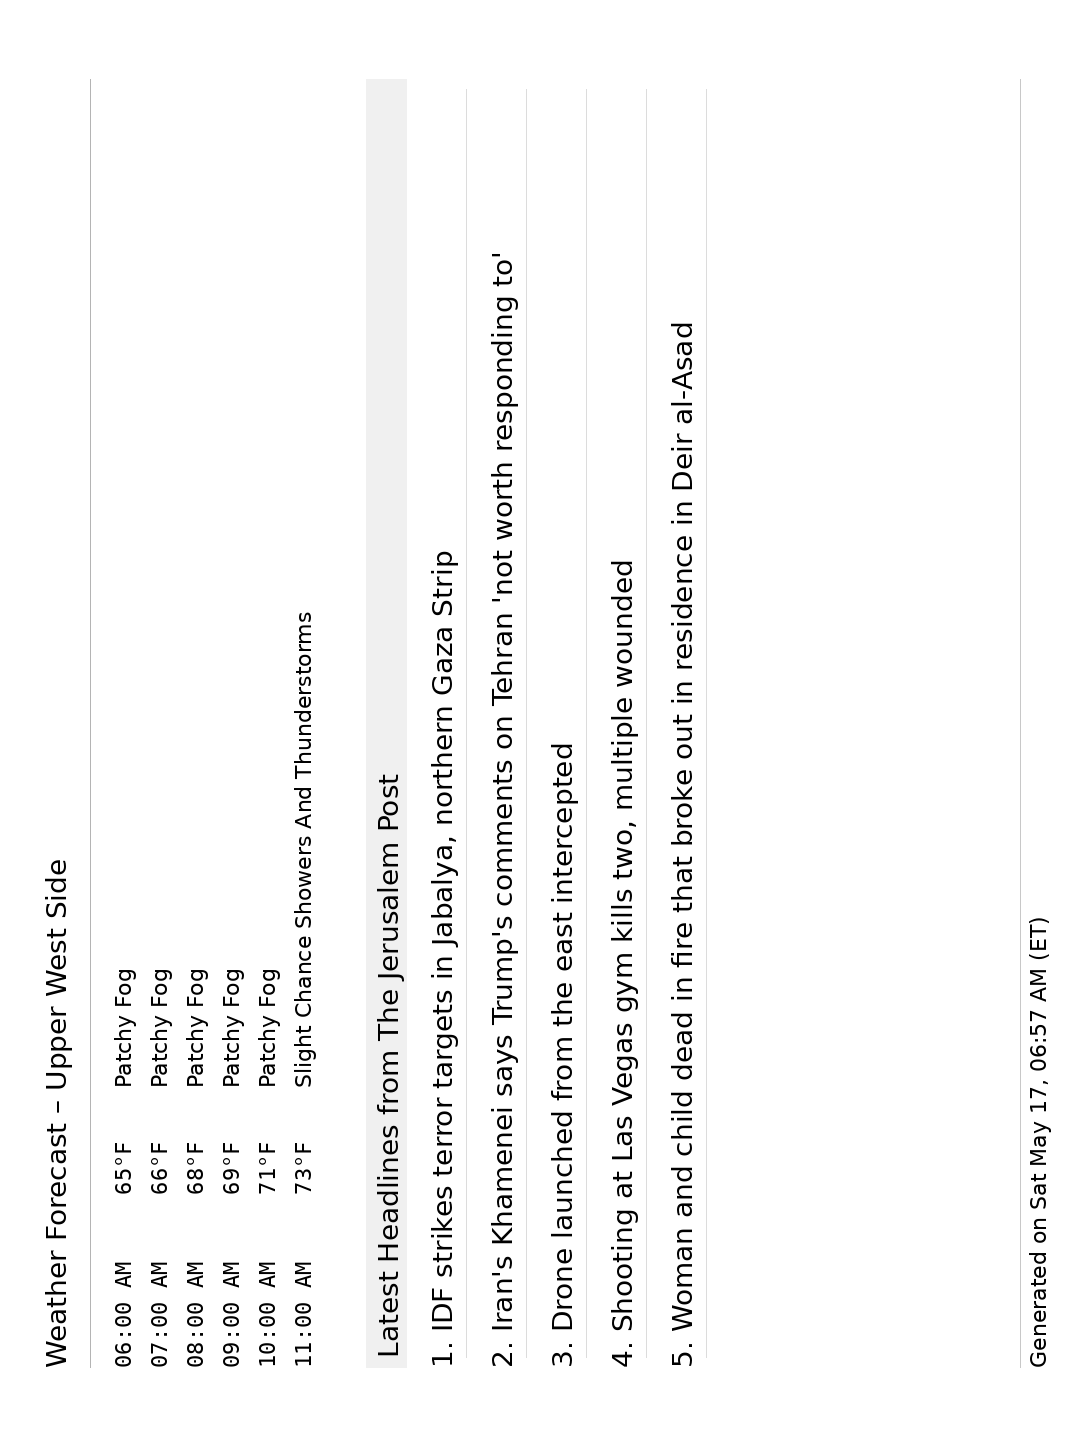 Weather Forecast – Upper West Side
06:00 AM 65°F Patchy Fog
07:00 AM 66°F Patchy Fog
08:00 AM 68°F Patchy Fog
09:00 AM 69°F Patchy Fog
10:00 AM 71°F Patchy Fog
11:00 AM 73°F Slight Chance Showers And Thunderstorms
Latest Headlines from The Jerusalem Post
1. IDF strikes terror targets in Jabalya, northern Gaza Strip
2. Iran's Khamenei says Trump's comments on Tehran 'not worth responding to'
3. Drone launched from the east intercepted
4. Shooting at Las Vegas gym kills two, multiple wounded
5. Woman and child dead in fire that broke out in residence in Deir al-Asad
Generated on Sat May 17, 06:57 AM (ET)